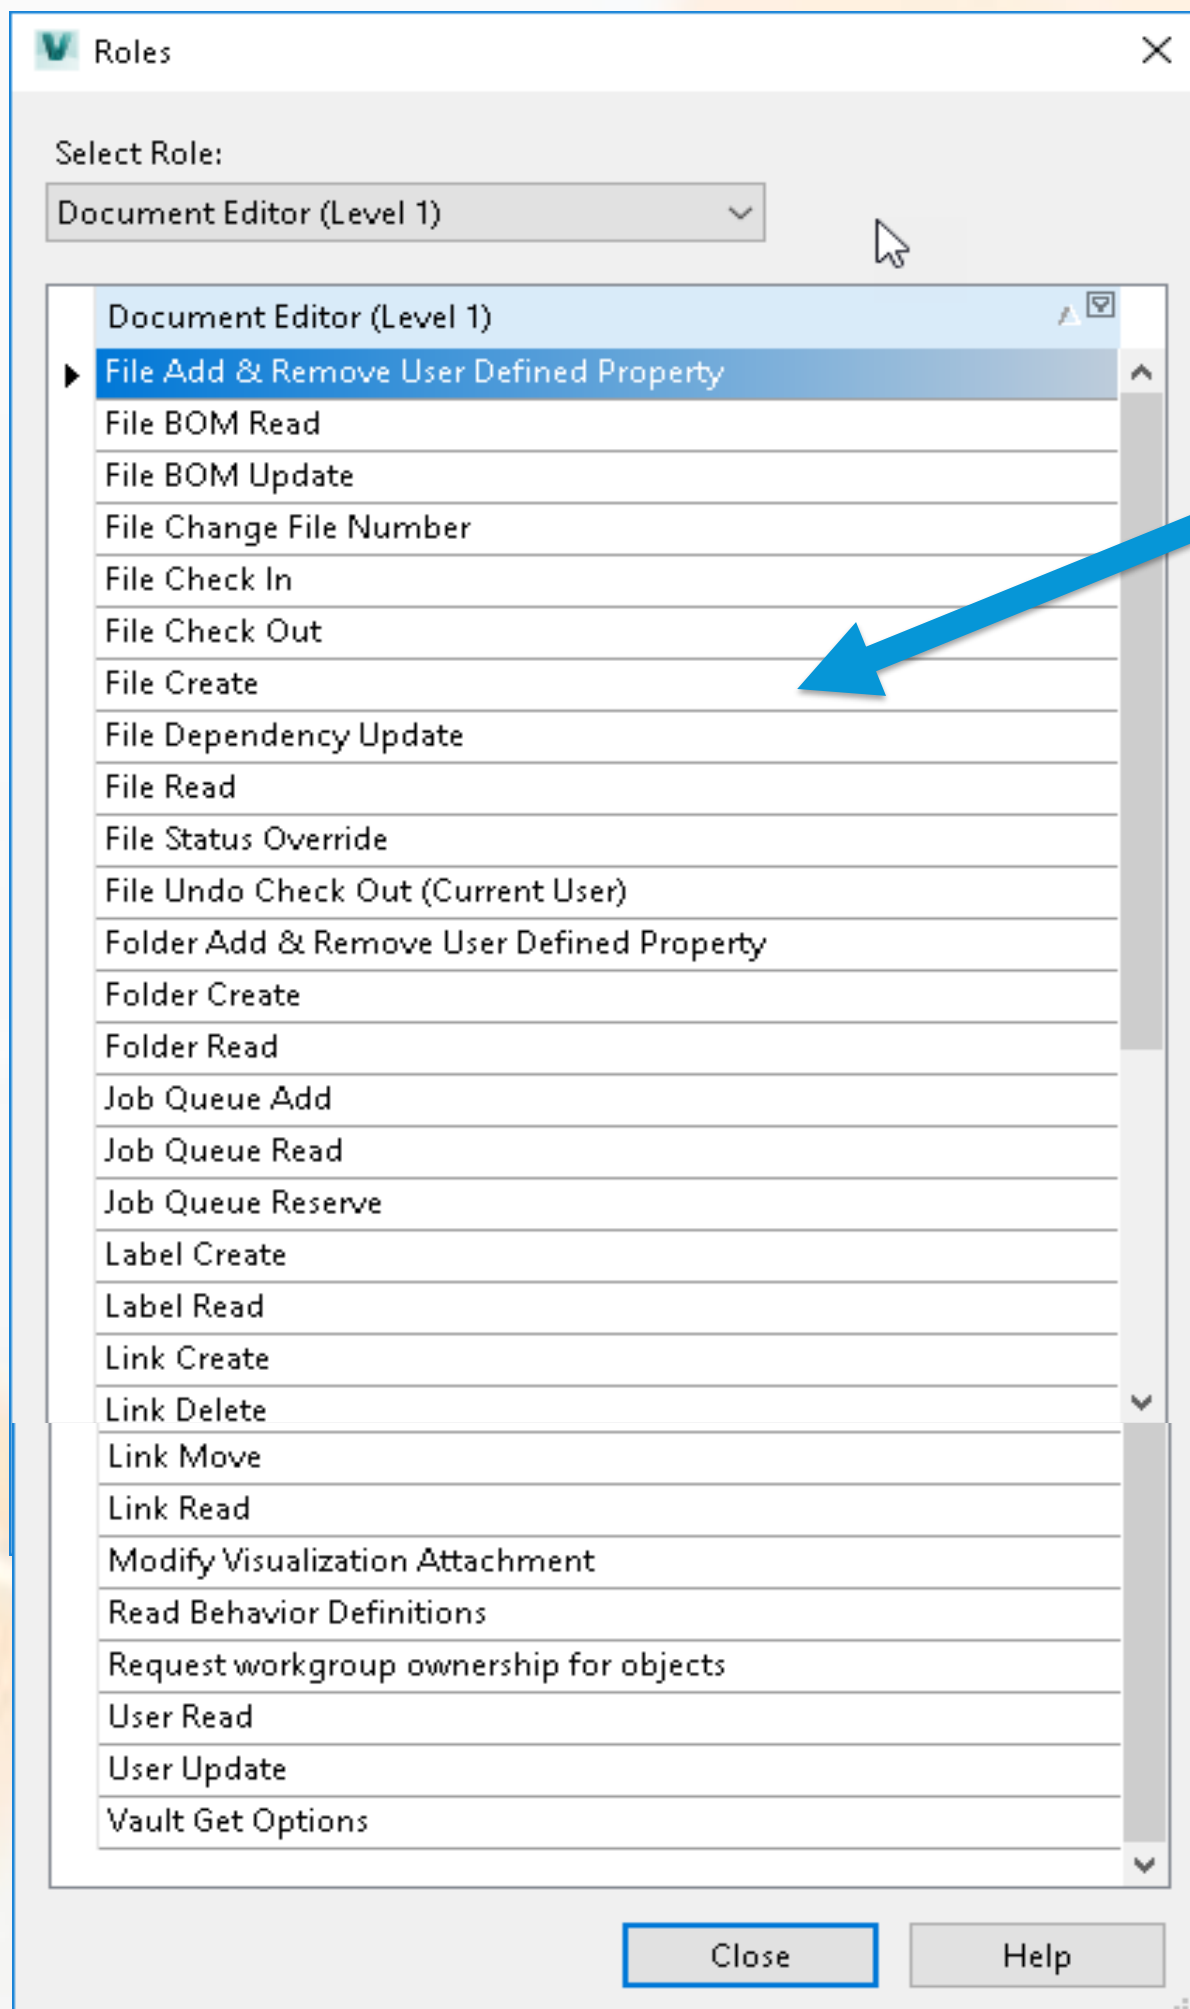 Roles
Select Role:
Document Editor (Level 1)
Document Editor (Level 1)
File Add & Remove User Defined Property
File BOM Read
File BOM Update
File Change File Number
File Check In
File Check Out
File Create
File Dependency Update
File Read
File Status Override
File Undo Check Out (Current User)
Folder Add & Remove User Defined Property
Folder Create
Folder Read
Job Queue Add
Job Queue Read
Job Queue Reserve
Label Create
Label Read
Link Create
Link Delete
Link Move
Link Read
Modify Visualization Attachment
Read Behavior Definitions
Request workgroup ownership for objects
User Read
User Update
Vault Get Options
Close Help